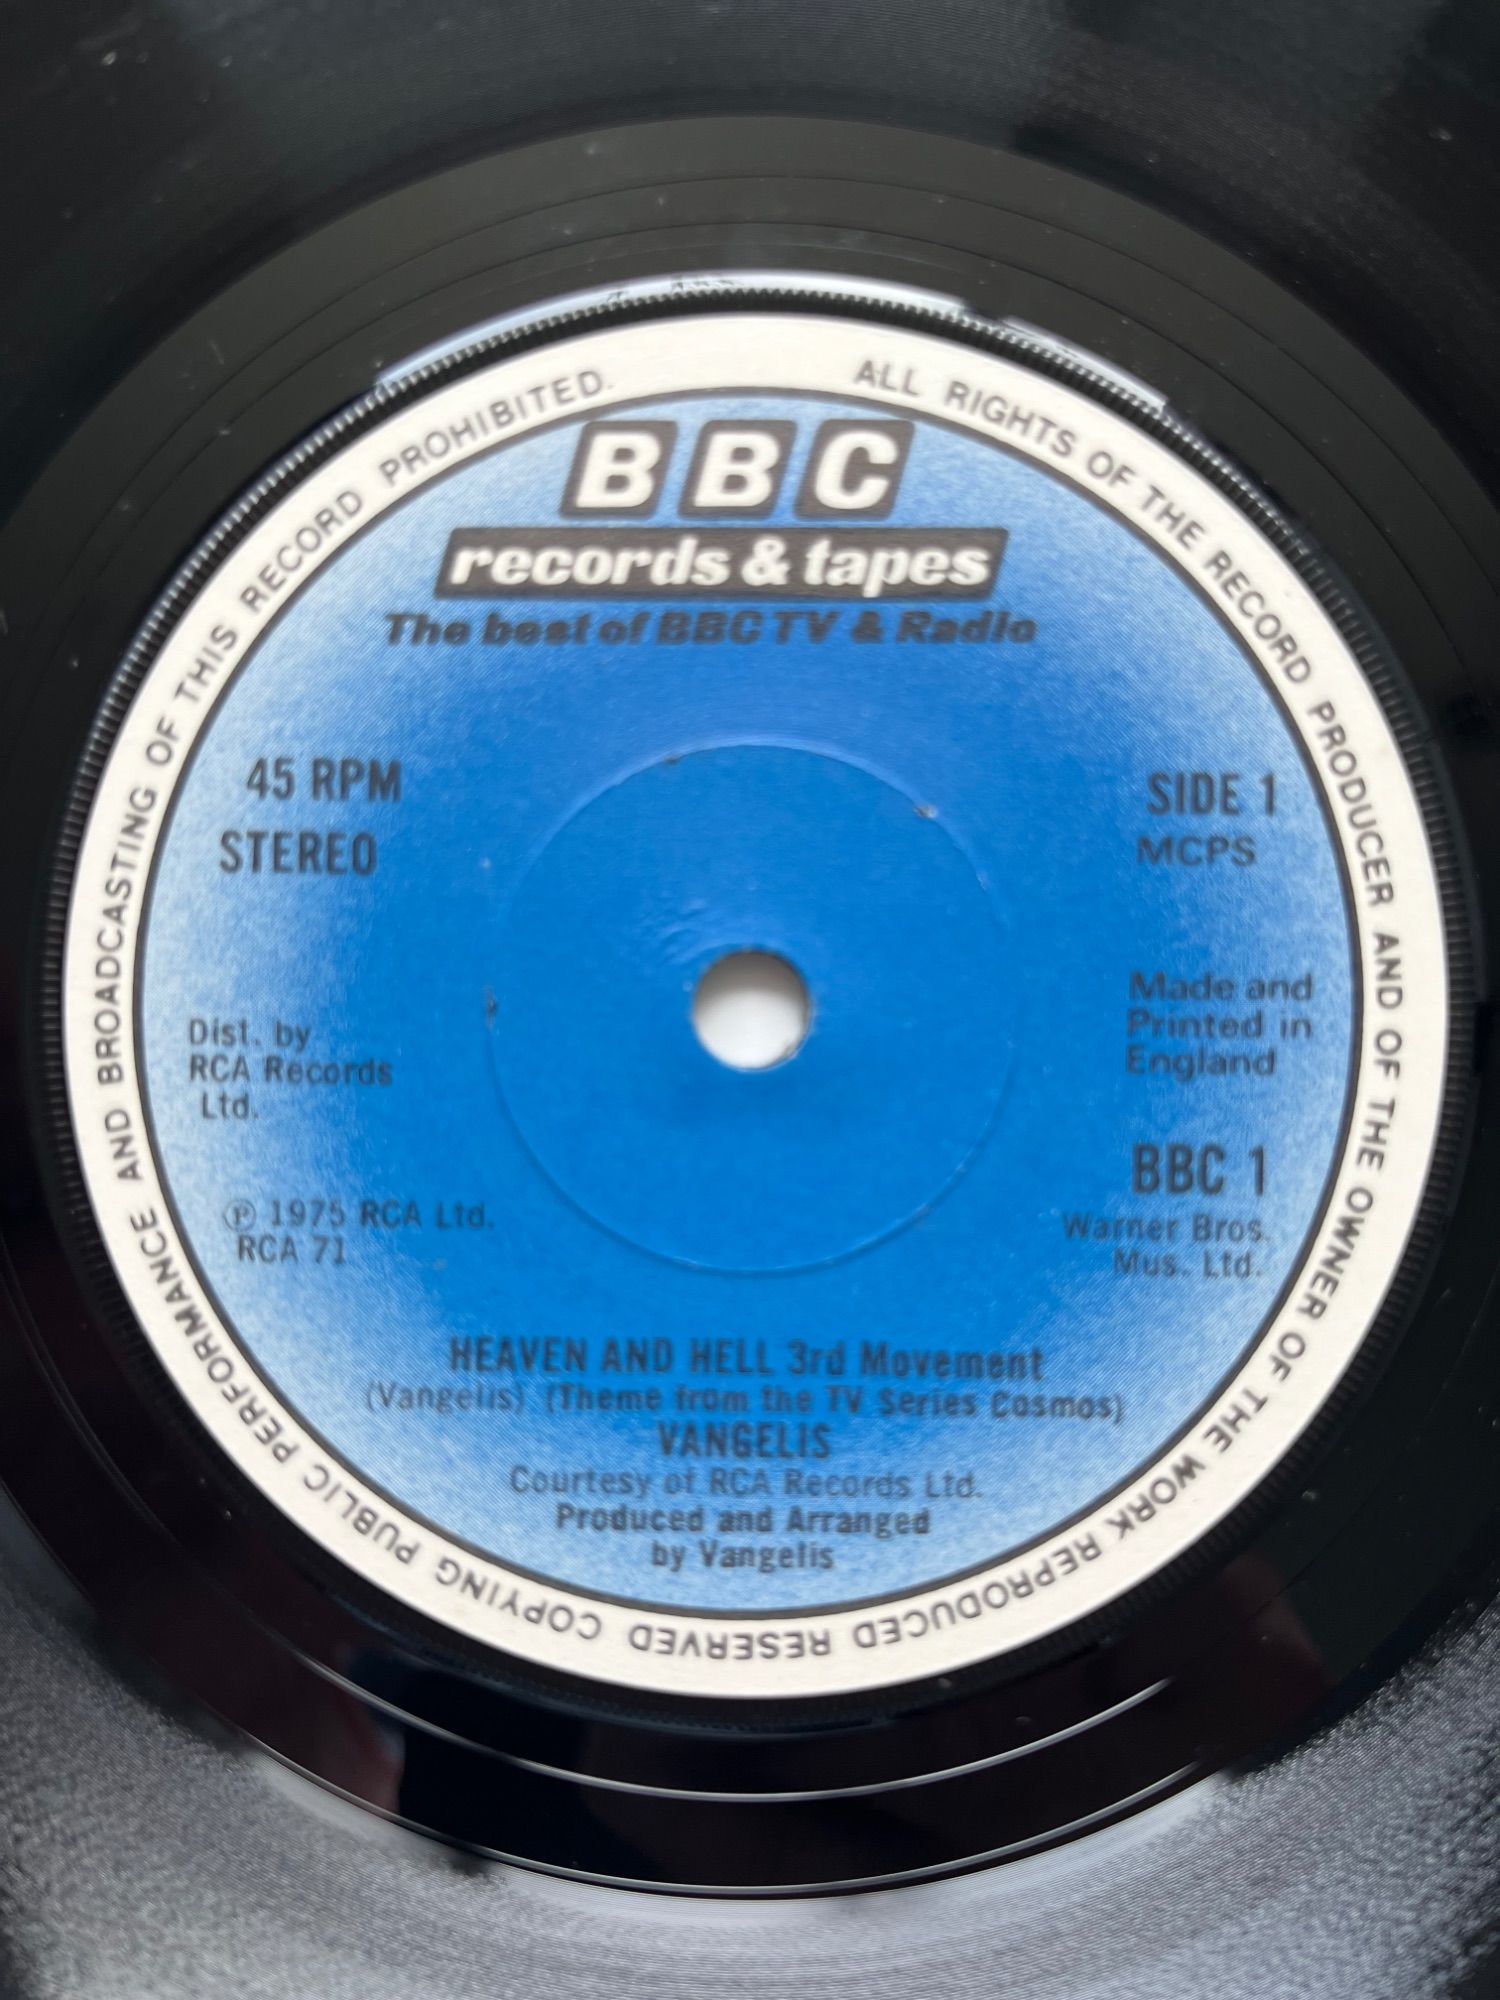 ALL RIGHTS OF THE RECORD PRODUCER AND OF THE OWNER OF THE WORK REPRODUCED RESERVED COPYING PUBLIC PERFORMANCE AND BROADCASTING OF THIS RECORD PROHIBITED.
BBC
records & tapes
The best of BBC TV & Radio
45 RPM
STEREO
SIDE 1
MCPS
Dist. by
RCA Records
Ltd.
Made and
Printed in
England
BBC 1
Warner Bros.
Mus. Ltd.
℗ 1975 RCA Ltd.
RCA 71
HEAVEN AND HELL 3rd Movement
(Vangelis) (Theme from the TV Series Cosmos)
VANGELIS
Courtesy of RCA Records Ltd.
Produced and Arranged
by Vangelis